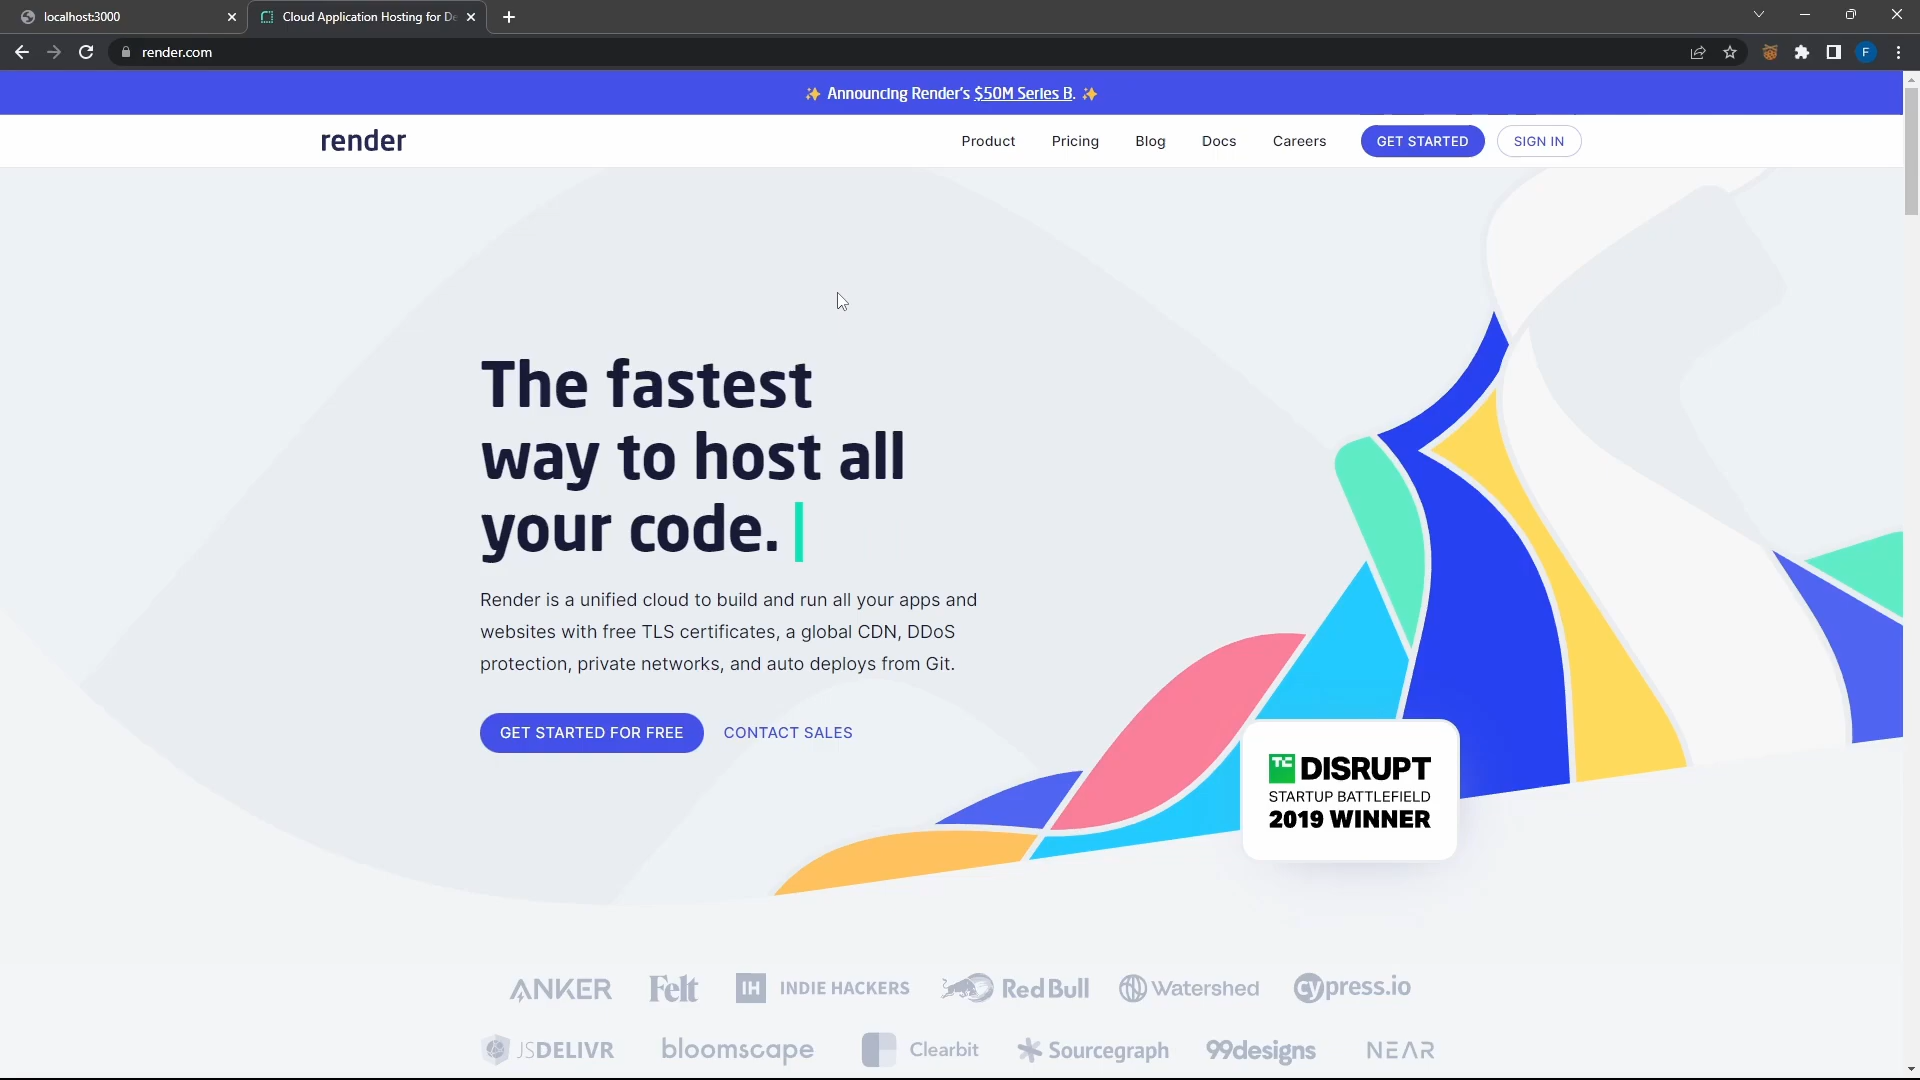 localhost:3000
Cloud Application Hosting for De
render.com
F
✨ Announcing Render's $50M Series B. ✨
render
Product
Pricing
Blog
Docs
Careers
GET STARTED
SIGN IN
The fastest
way to host all
your code.
Render is a unified cloud to build and run all your apps and
websites with free TLS certificates, a global CDN, DDoS
protection, private networks, and auto deploys from Git.
GET STARTED FOR FREE
CONTACT SALES
TC DISRUPT
STARTUP BATTLEFIELD
2019 WINNER
ANKER
Felt
IH INDIE HACKERS
Red Bull
Watershed
cypress.io
JSDELIVR
bloomscape
Clearbit
Sourcegraph
99designs
NEAR